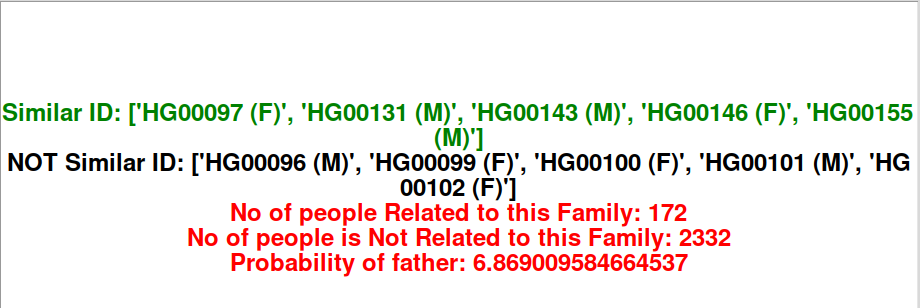 Similar ID: ['HG00097 (F)', 'HG00131 (M)', 'HG00143 (M)', 'HG00146 (F)', 'HG00155
(M)']
NOT Similar ID: ['HG00096 (M)', 'HG00099 (F)', 'HG00100 (F)', 'HG00101 (M)', 'HG
00102 (F)']
No of people Related to this Family: 172
No of people is Not Related to this Family: 2332
Probability of father: 6.869009584664537